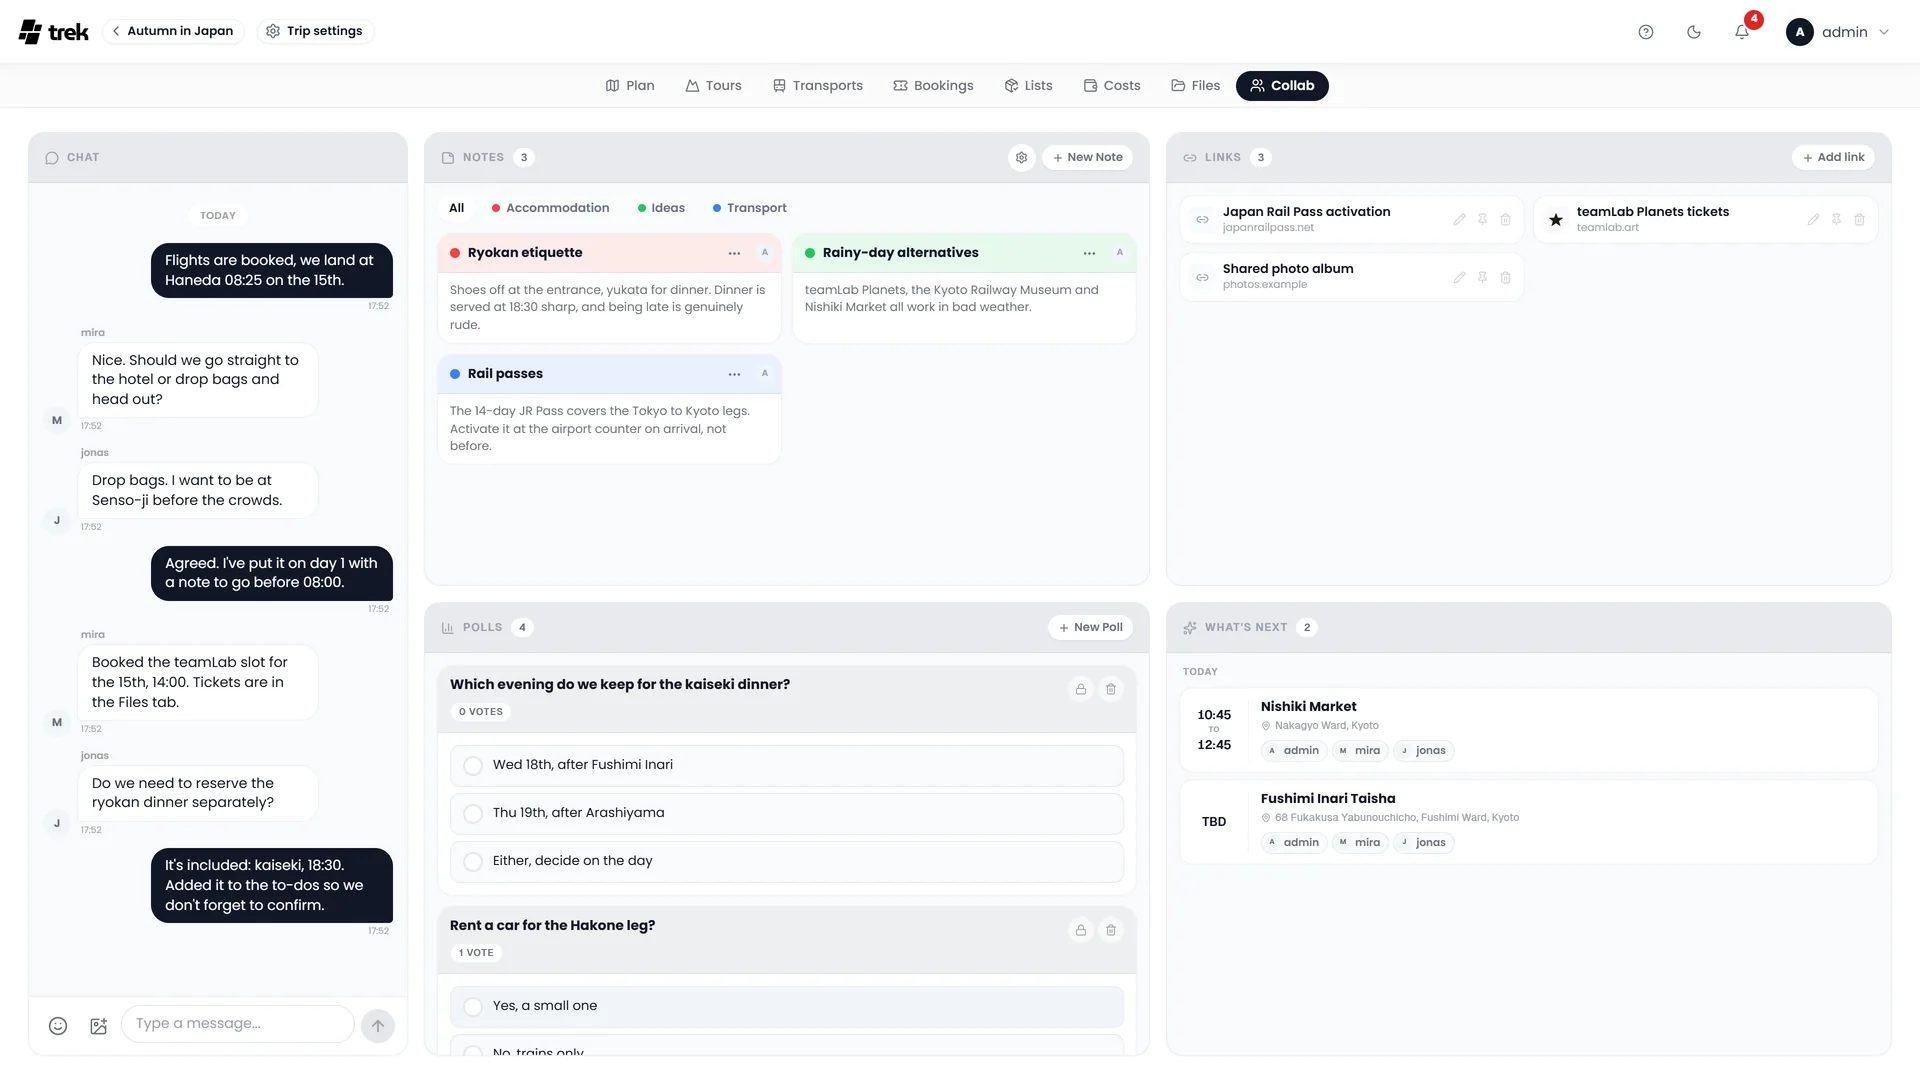 trek
Autumn in Japan
Trip settings
4
A
admin
Plan
Tours
Transports
Bookings
Lists
Costs
Files
Collab
CHAT
TODAY
Flights are booked, we land at
Haneda 08:25 on the 15th.
17:52
mira
Nice. Should we go straight to
the hotel or drop bags and
head out?
M
17:52
jonas
Drop bags. I want to be at
Senso-ji before the crowds.
J
17:52
Agreed. I've put it on day 1 with
a note to go before 08:00.
17:52
mira
Booked the teamLab slot for
the 15th, 14:00. Tickets are in
the Files tab.
M
17:52
jonas
Do we need to reserve the
ryokan dinner separately?
J
17:52
It's included: kaiseki, 18:30.
Added it to the to-dos so we
don't forget to confirm.
17:52
Type a message...
NOTES 3
+ New Note
All
Accommodation
Ideas
Transport
Ryokan etiquette
A
Shoes off at the entrance, yukata for dinner. Dinner is
served at 18:30 sharp, and being late is genuinely
rude.
Rainy-day alternatives
A
teamLab Planets, the Kyoto Railway Museum and
Nishiki Market all work in bad weather.
Rail passes
A
The 14-day JR Pass covers the Tokyo to Kyoto legs.
Activate it at the airport counter on arrival, not
before.
LINKS 3
+ Add link
Japan Rail Pass activation
japanrailpass.net
teamLab Planets tickets
teamlab.art
Shared photo album
photos.example
POLLS 4
+ New Poll
Which evening do we keep for the kaiseki dinner?
0 VOTES
Wed 18th, after Fushimi Inari
Thu 19th, after Arashiyama
Either, decide on the day
Rent a car for the Hakone leg?
1 VOTE
Yes, a small one
No, trains only
WHAT'S NEXT 2
TODAY
10:45
TO
12:45
Nishiki Market
Nakagyo Ward, Kyoto
A admin
M mira
J jonas
TBD
Fushimi Inari Taisha
68 Fukakusa Yabunouchicho, Fushimi Ward, Kyoto
A admin
M mira
J jonas